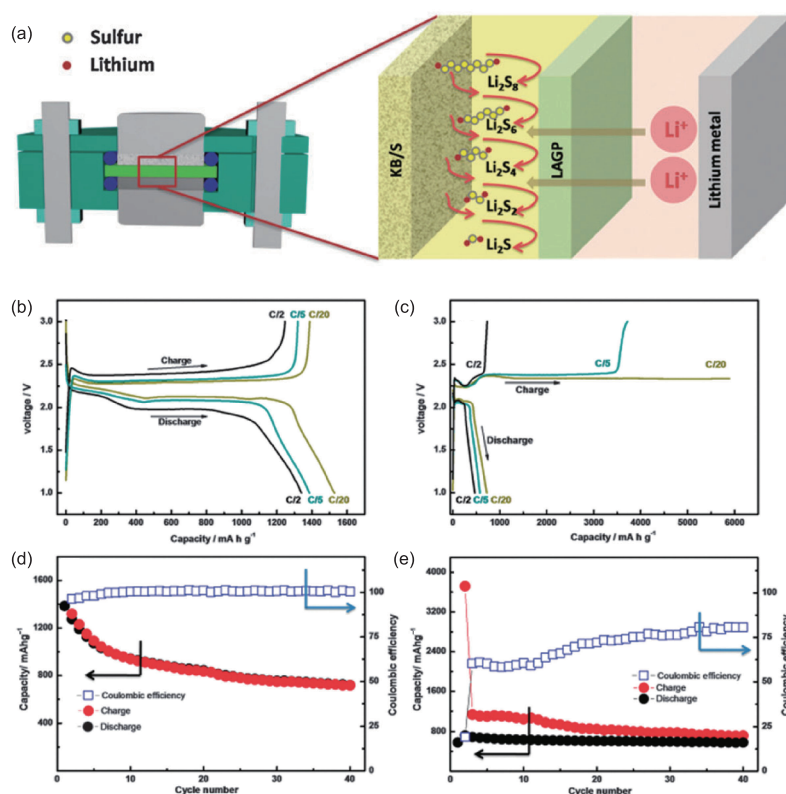 (a)
Sulfur
Lithium
KB/S
Li₂S₈
Li₂S₆
Li₂S₄
Li₂S₂
Li₂S
LAGP
Li⁺
Li⁺
Lithium metal
(b)
3.0
2.5
2.0
1.5
1.0
voltage / V
C/2
C/5
C/20
Charge
Discharge
C/2
C/5
C/20
0 200 400 600 800 1000 1200 1400 1600
Capacity / mA h g⁻¹
(c)
3.0
2.5
2.0
1.5
1.0
voltage / V
C/2
C/5
C/20
Charge
Discharge
C/2
C/5
C/20
0 1000 2000 3000 4000 5000 6000
Capacity / mA h g⁻¹
(d)
1600
1200
800
400
Capacity/ mAhg⁻¹
100
75
50
25
0
Coulombic efficiency
Coulombic efficiency
Charge
Discharge
0 10 20 30 40
Cycle number
(e)
4000
3200
2400
1600
800
Capacity/ mAhg⁻¹
100
75
50
25
0
Coulombic efficiency
Coulombic efficiency
Charge
Discharge
0 10 20 30 40
Cycle number